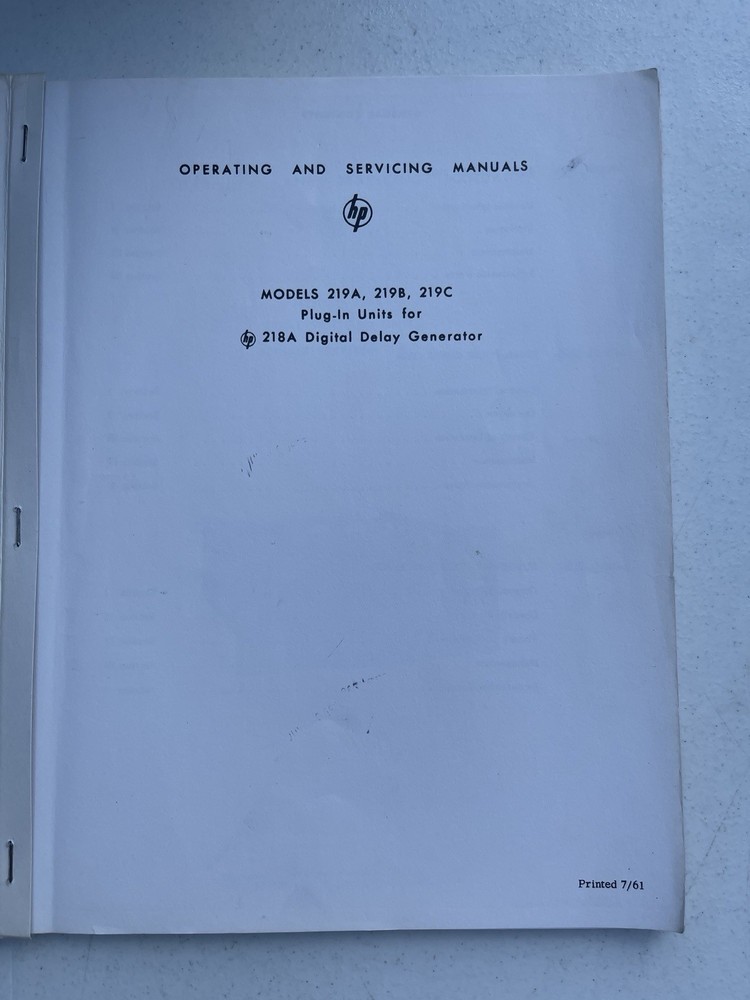 OPERATING AND SERVICING MANUALS
hp
MODELS 219A, 219B, 219C
Plug-In Units for
hp 218A Digital Delay Generator
Printed 7/61